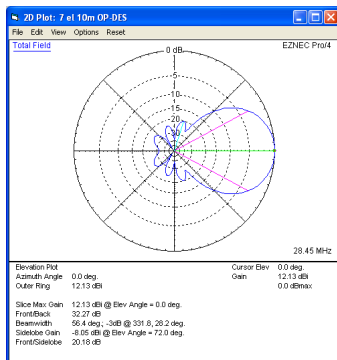 2D Plot: 7 el 10m OP-DES
File Edit View Options Reset
Total Field
EZNEC Pro/4
0 dB
-5
-10
-15
-20
-30
28.45 MHz
Elevation Plot
Azimuth Angle 0.0 deg.
Outer Ring 12.13 dBi
Cursor Elev 0.0 deg.
Gain 12.13 dBi
0.0 dBmax
Slice Max Gain 12.13 dBi @ Elev Angle = 0.0 deg.
Front/Back 32.27 dB
Beamwidth 56.4 deg.; -3dB @ 331.8, 28.2 deg.
Sidelobe Gain -8.05 dBi @ Elev Angle = 72.0 deg.
Front/Sidelobe 20.18 dB